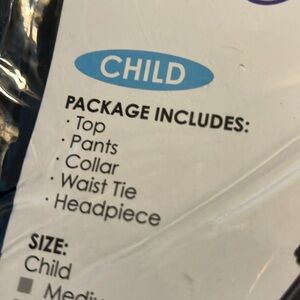 CHILD
PACKAGE INCLUDES:
· Top
· Pants
· Collar
· Waist Tie
· Headpiece
SIZE:
Child